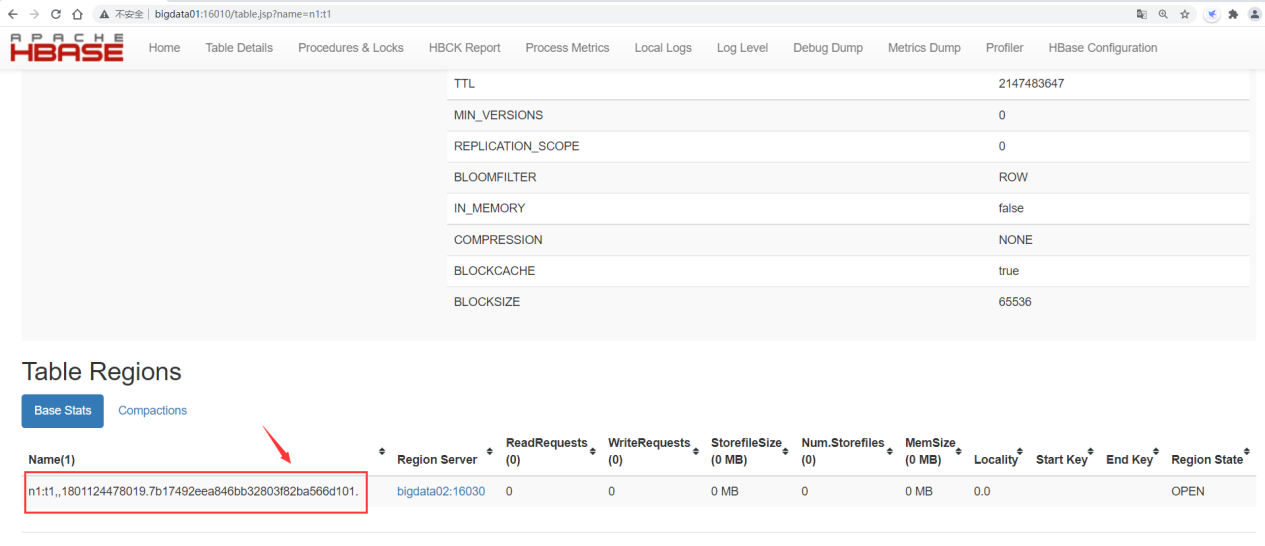 不安全 bigdata01:16010/table.jsp?name=n1:t1
APACHE
HBASE
Home Table Details Procedures & Locks HBCK Report Process Metrics Local Logs Log Level Debug Dump Metrics Dump Profiler HBase Configuration
TTL 2147483647
MIN_VERSIONS 0
REPLICATION_SCOPE 0
BLOOMFILTER ROW
IN_MEMORY false
COMPRESSION NONE
BLOCKCACHE true
BLOCKSIZE 65536
Table Regions
Base Stats Compactions
Name(1) Region Server ReadRequests (0) WriteRequests (0) StorefileSize (0 MB) Num.Storefiles (0) MemSize (0 MB) Locality Start Key End Key Region State
n1:t1,,1801124478019.7b17492eea846bb32803f82ba566d101. bigdata02:16030 0 0 0 MB 0 0 MB 0.0 OPEN